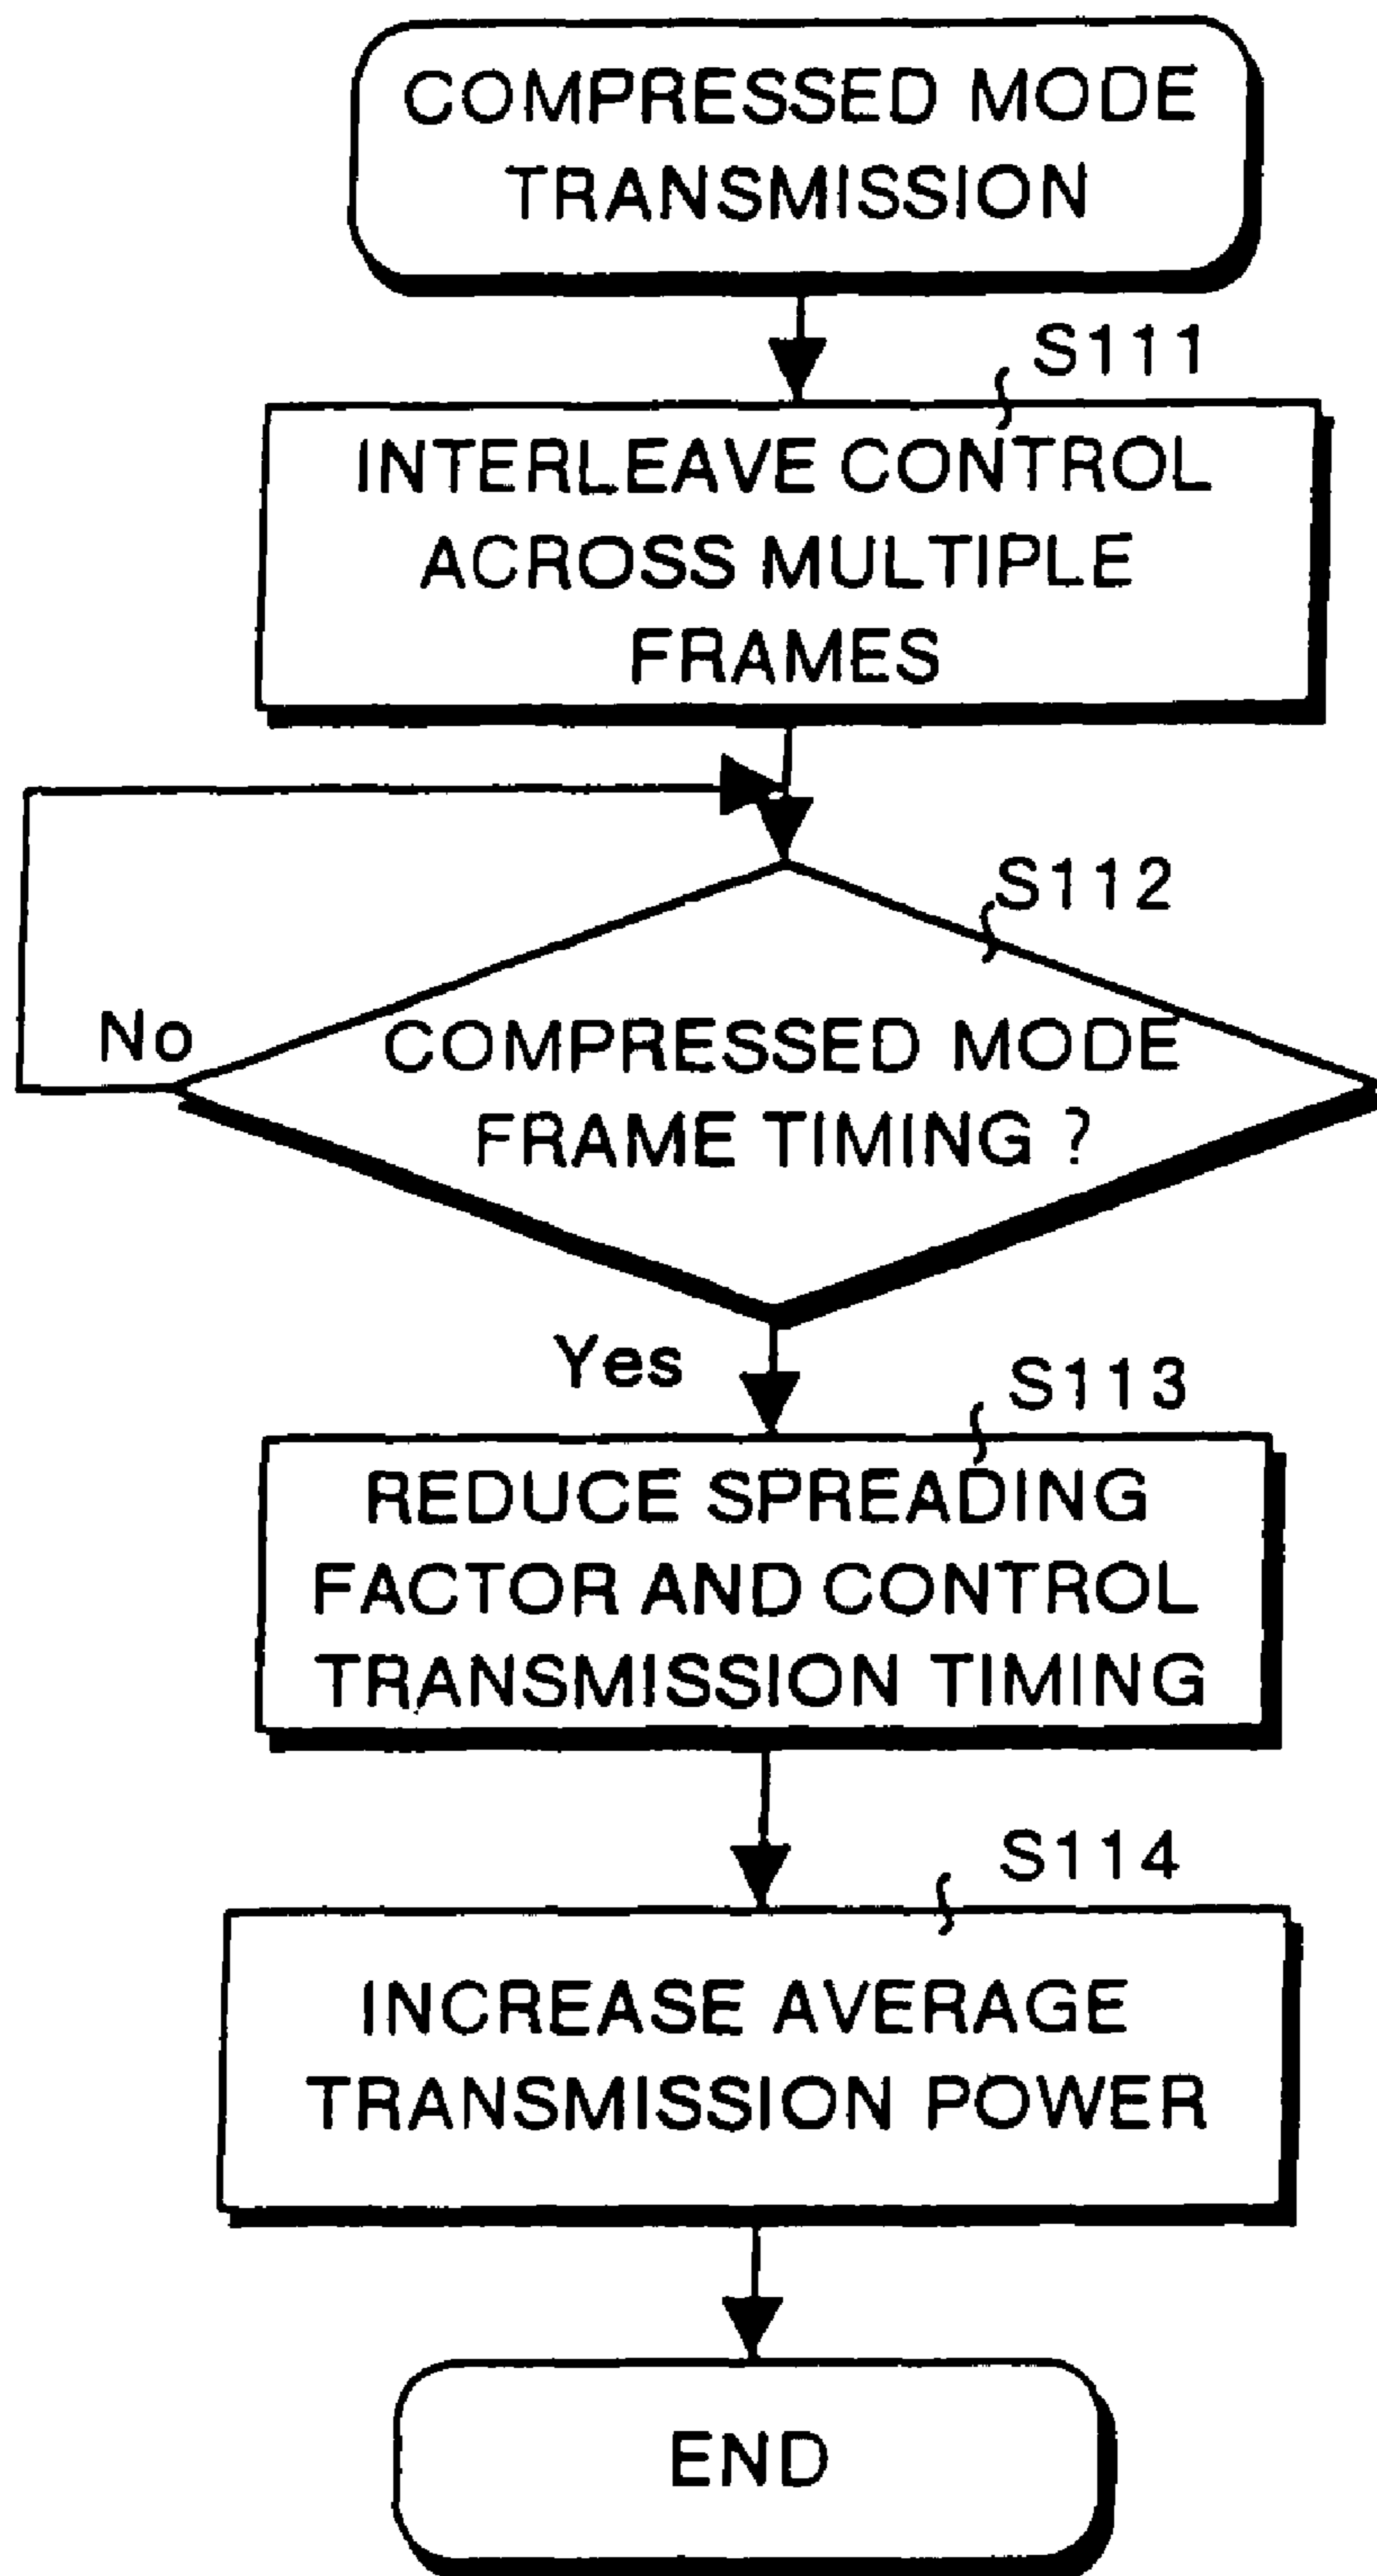 COMPRESSED MODE
TRANSMISSION
S111
INTERLEAVE CONTROL
ACROSS MULTIPLE
FRAMES
S112
No
COMPRESSED MODE
FRAME TIMING ?
Yes
S113
REDUCE SPREADING
FACTOR AND CONTROL
TRANSMISSION TIMING
S114
INCREASE AVERAGE
TRANSMISSION POWER
END